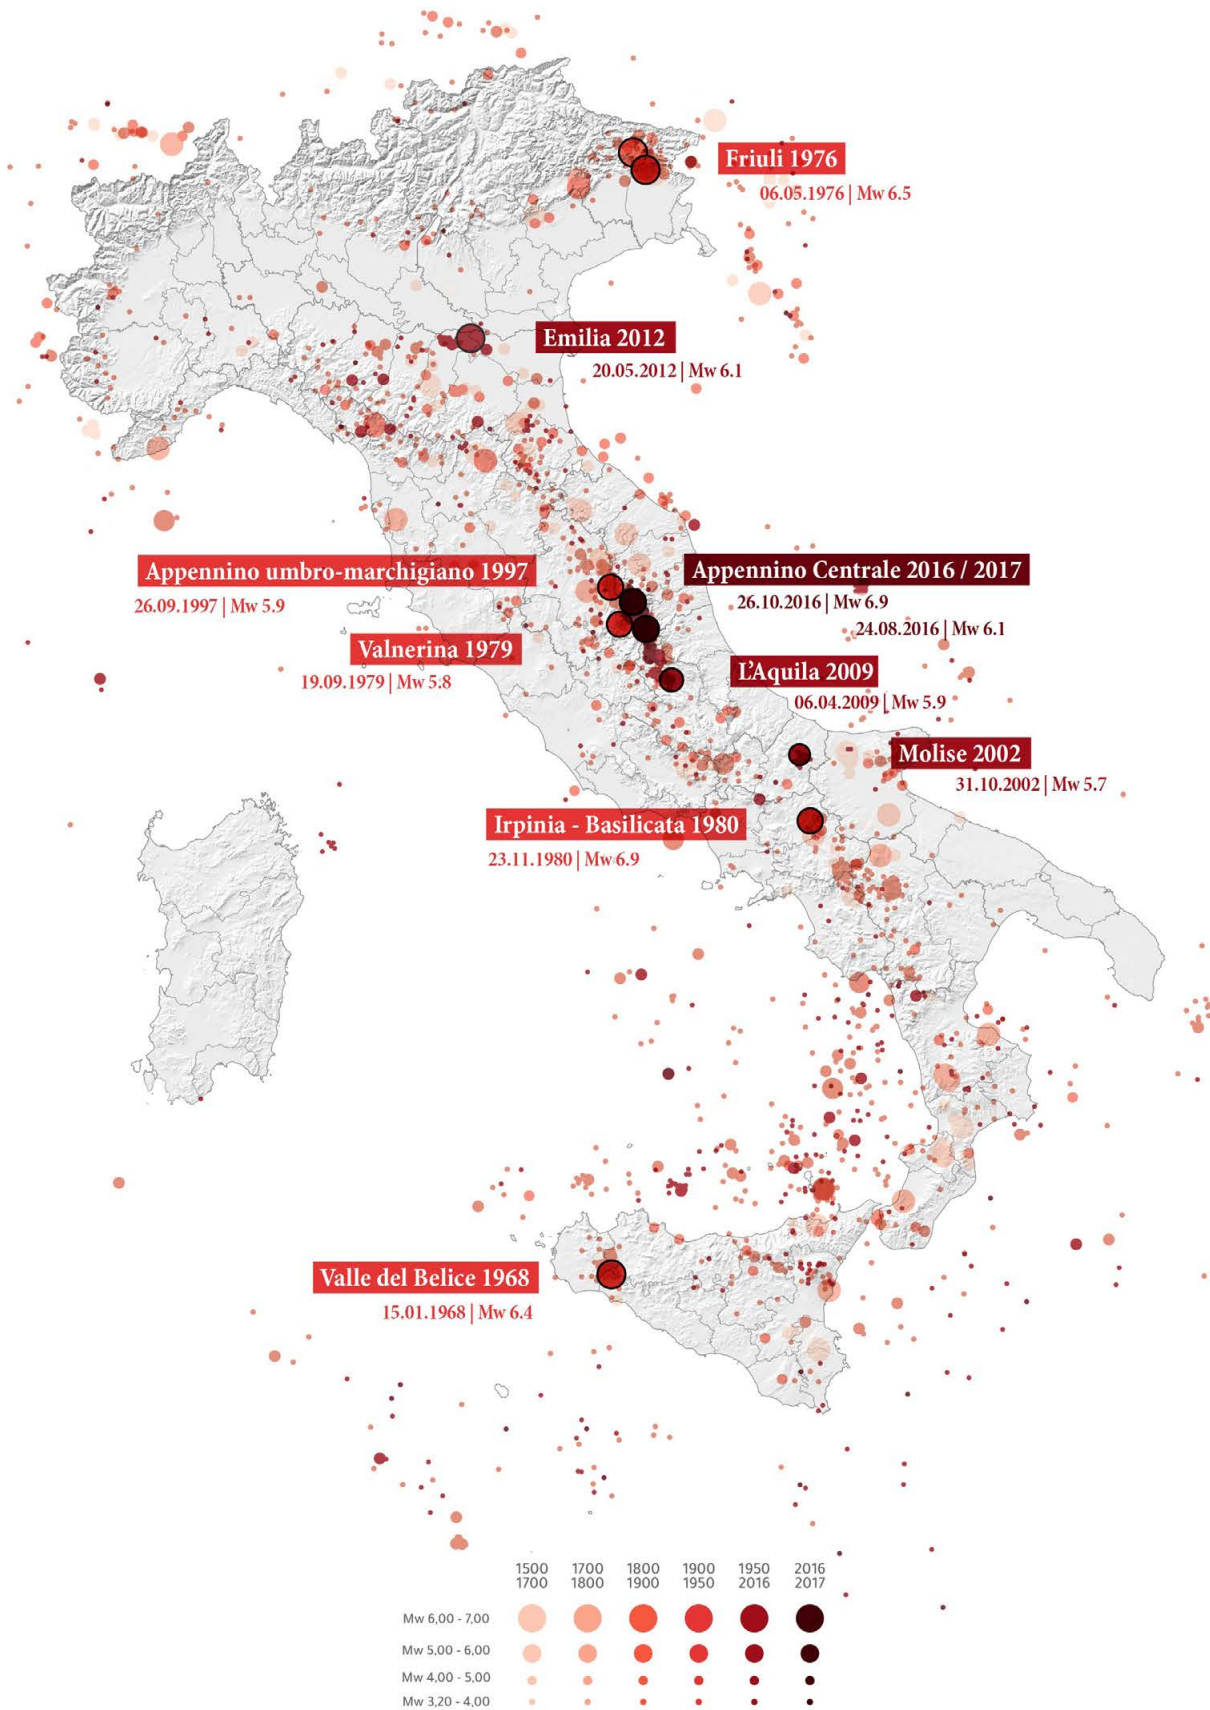 Friuli 1976
06.05.1976 | Mw 6.5
Emilia 2012
20.05.2012 | Mw 6.1
Appennino umbro-marchigiano 1997
26.09.1997 | Mw 5.9
Appennino Centrale 2016 / 2017
26.10.2016 | Mw 6.9
24.08.2016 | Mw 6.1
Valnerina 1979
19.09.1979 | Mw 5.8
L'Aquila 2009
06.04.2009 | Mw 5.9
Molise 2002
31.10.2002 | Mw 5.7
Irpinia - Basilicata 1980
23.11.1980 | Mw 6.9
Valle del Belice 1968
15.01.1968 | Mw 6.4
1500 1700 1800 1900 1950 2016
1700 1800 1900 1950 2016 2017
Mw 6,00 - 7,00
Mw 5,00 - 6,00
Mw 4,00 - 5,00
Mw 3,20 - 4,00